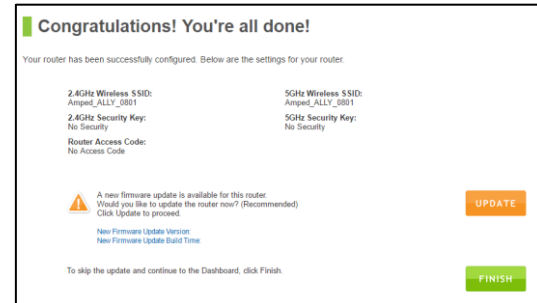 Congratulations! You're all done!
Your router has been successfully configured. Below are the settings for your router.
2.4GHz Wireless SSID:
Amped_ALLY_0801
5GHz Wireless SSID:
Amped_ALLY_0801
2.4GHz Security Key:
No Security
5GHz Security Key:
No Security
Router Access Code:
No Access Code
A new firmware update is available for this router.
Would you like to update the router now? (Recommended)
Click Update to proceed.
UPDATE
New Firmware Update Version:
New Firmware Update Build Time:
To skip the update and continue to the Dashboard, click Finish.
FINISH